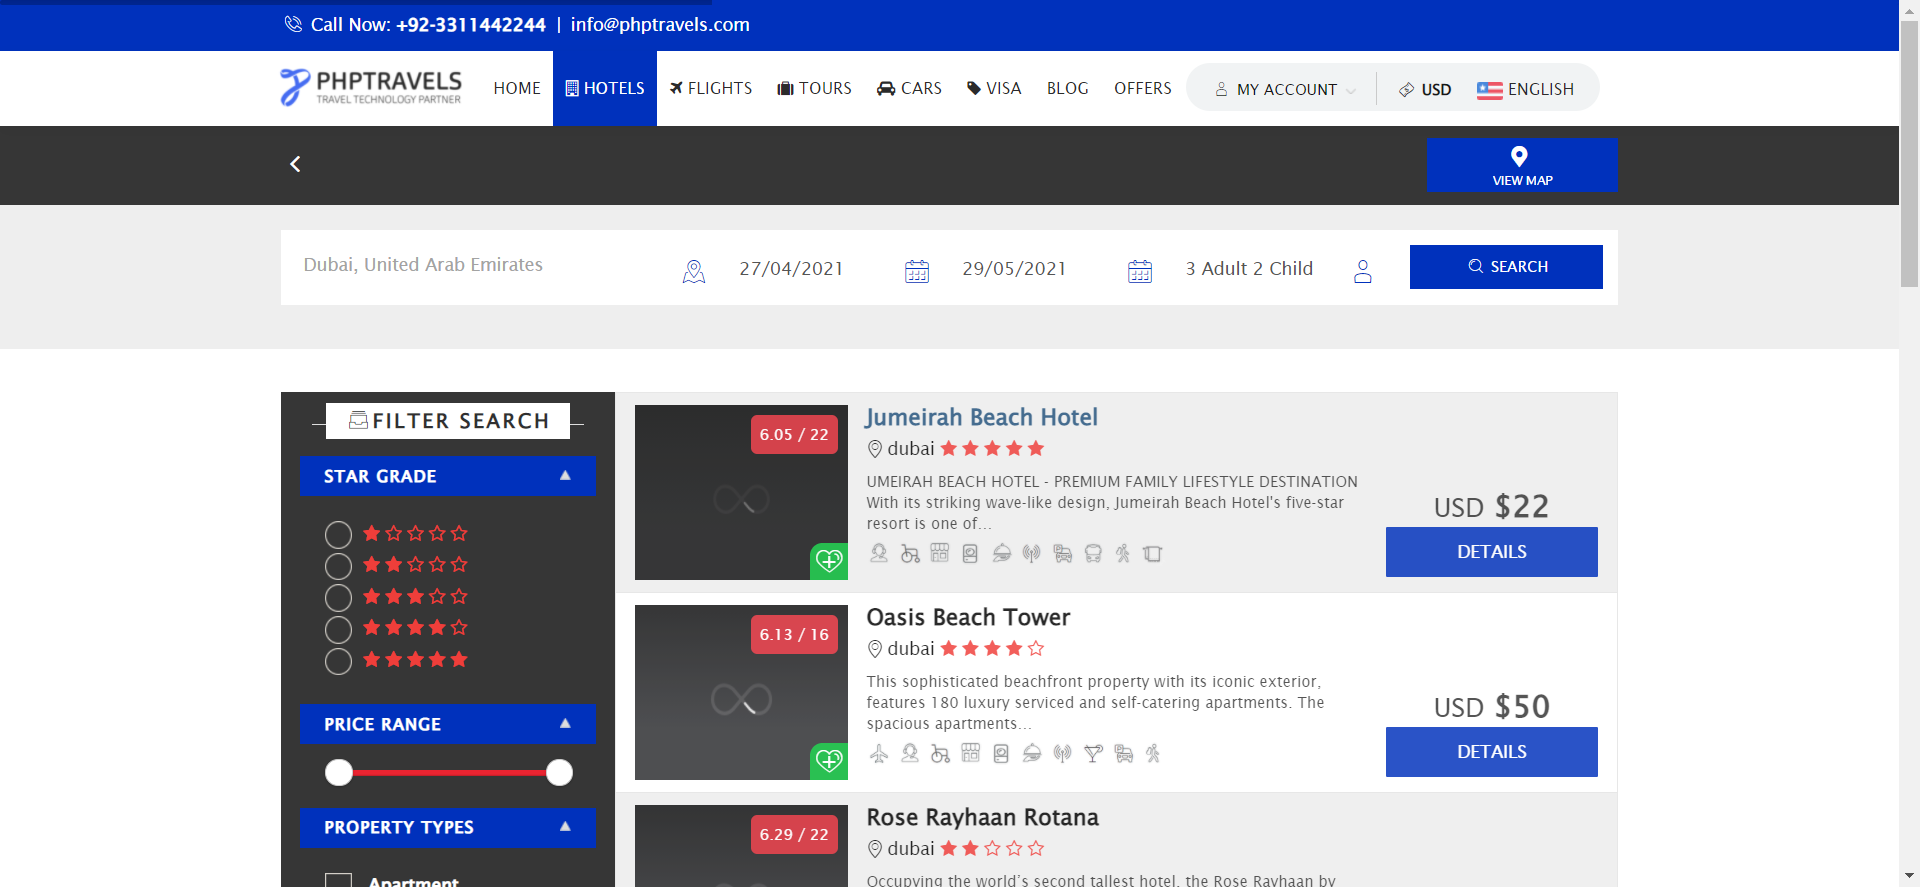 Call Now: +92-3311442244 | info@phptravels.com
PHPTRAVELS
TRAVEL TECHNOLOGY PARTNER
HOME
HOTELS
FLIGHTS
TOURS
CARS
VISA
BLOG
OFFERS
MY ACCOUNT
USD
ENGLISH
VIEW MAP
Dubai, United Arab Emirates
27/04/2021
29/05/2021
3 Adult 2 Child
SEARCH
FILTER SEARCH
STAR GRADE
PRICE RANGE
PROPERTY TYPES
Apartment
6.05 / 22
Jumeirah Beach Hotel
dubai
UMEIRAH BEACH HOTEL - PREMIUM FAMILY LIFESTYLE DESTINATION
With its striking wave-like design, Jumeirah Beach Hotel's five-star
resort is one of...
USD $22
DETAILS
6.13 / 16
Oasis Beach Tower
dubai
This sophisticated beachfront property with its iconic exterior,
features 180 luxury serviced and self-catering apartments. The
spacious apartments...
USD $50
DETAILS
6.29 / 22
Rose Rayhaan Rotana
dubai
Occupying the world's second tallest hotel, the Rose Rayhaan by